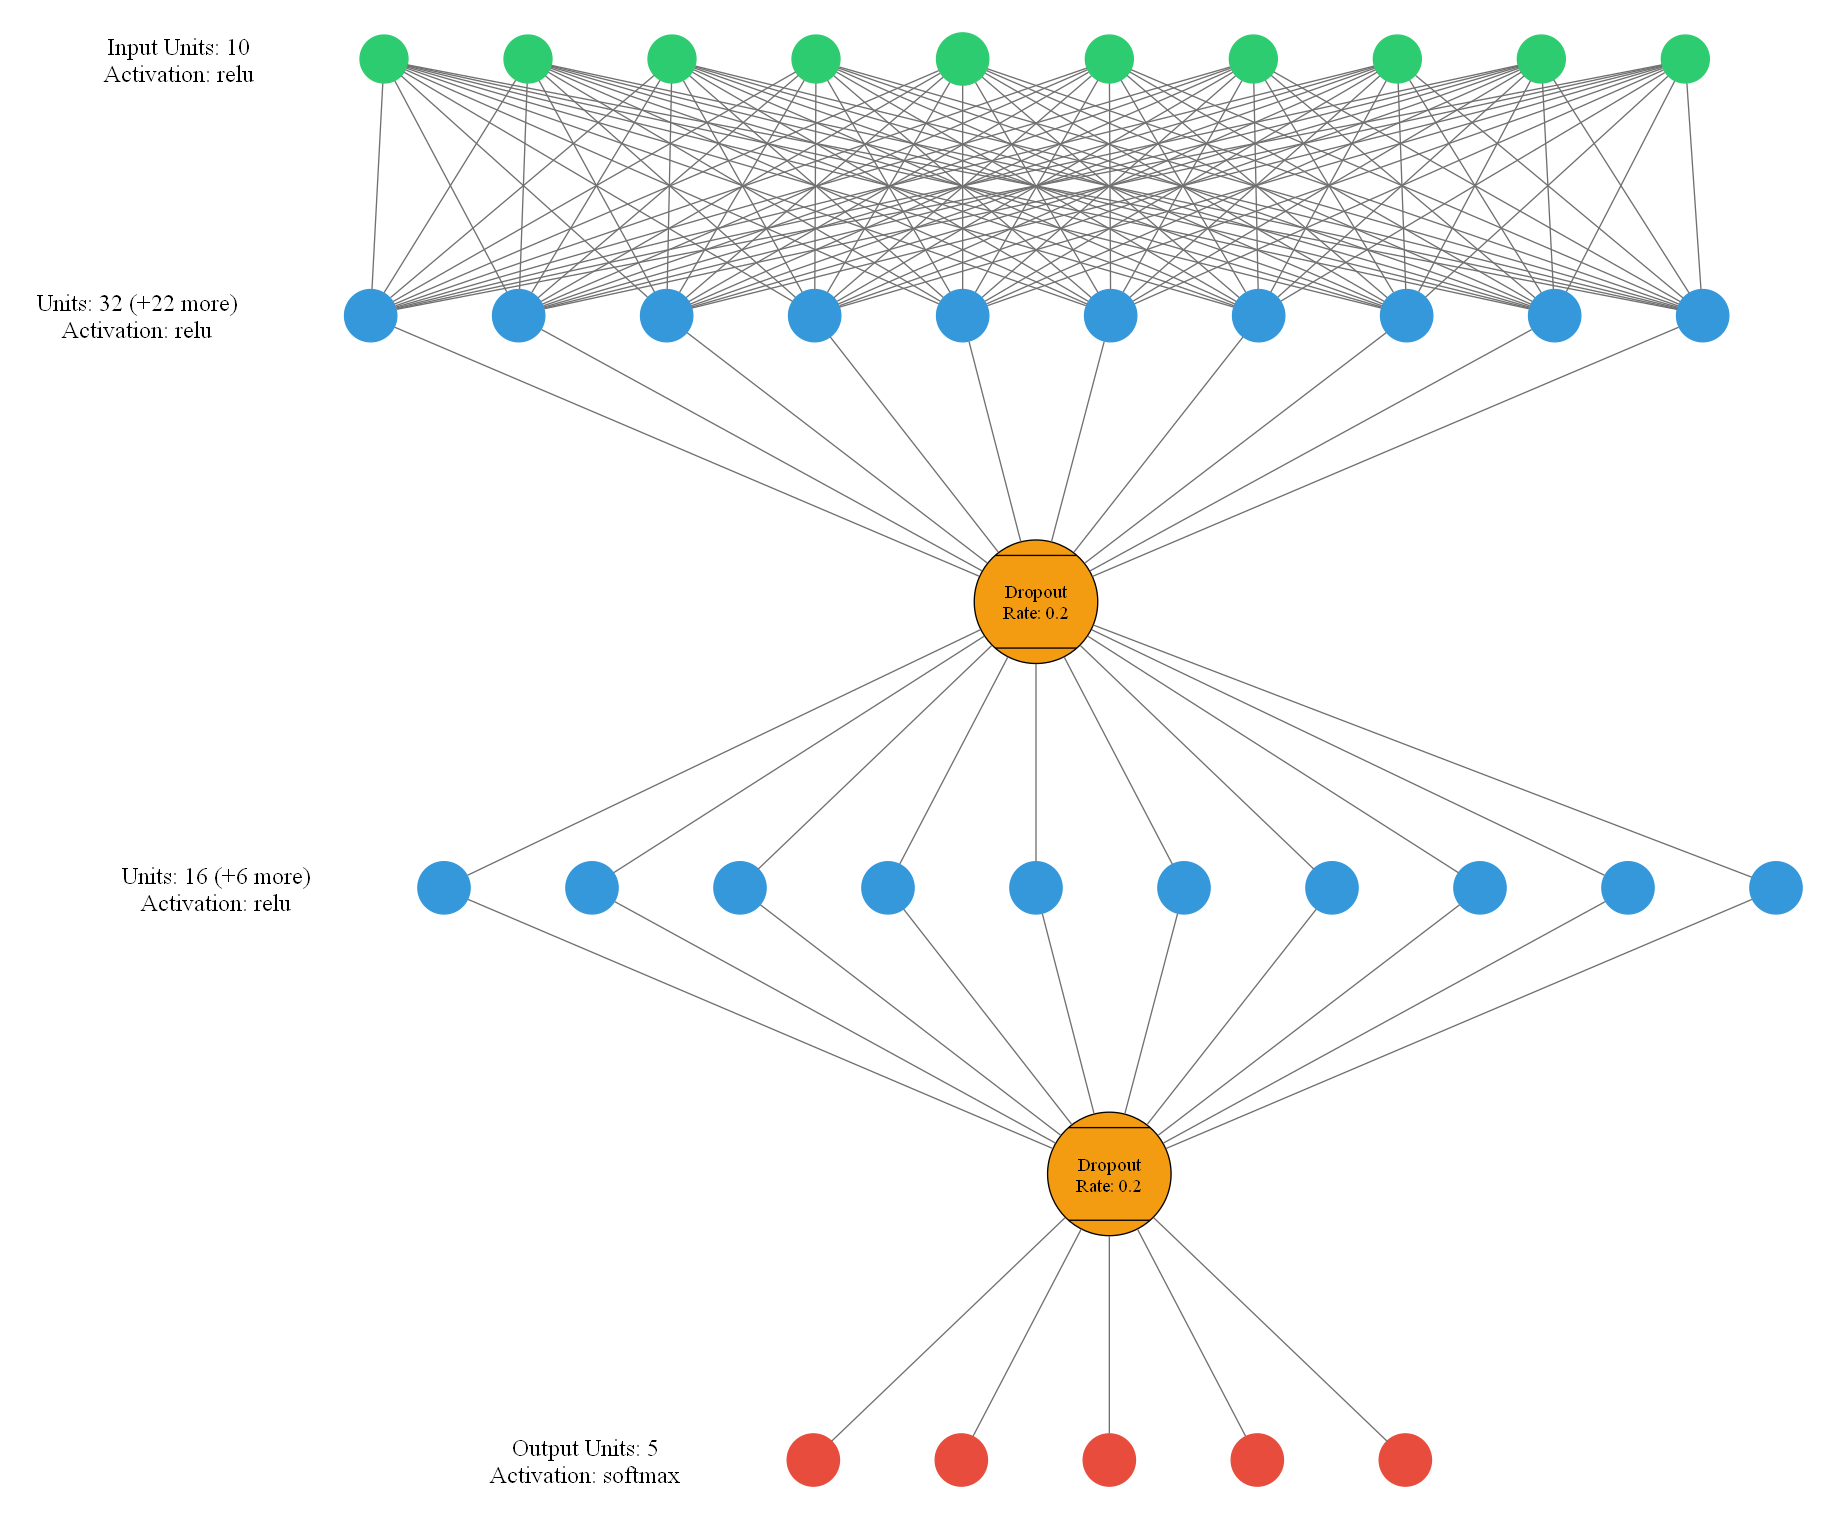 Input Units: 10
Activation: relu
Units: 32 (+22 more)
Activation: relu
Dropout
Rate: 0.2
Units: 16 (+6 more)
Activation: relu
Dropout
Rate: 0.2
Output Units: 5
Activation: softmax